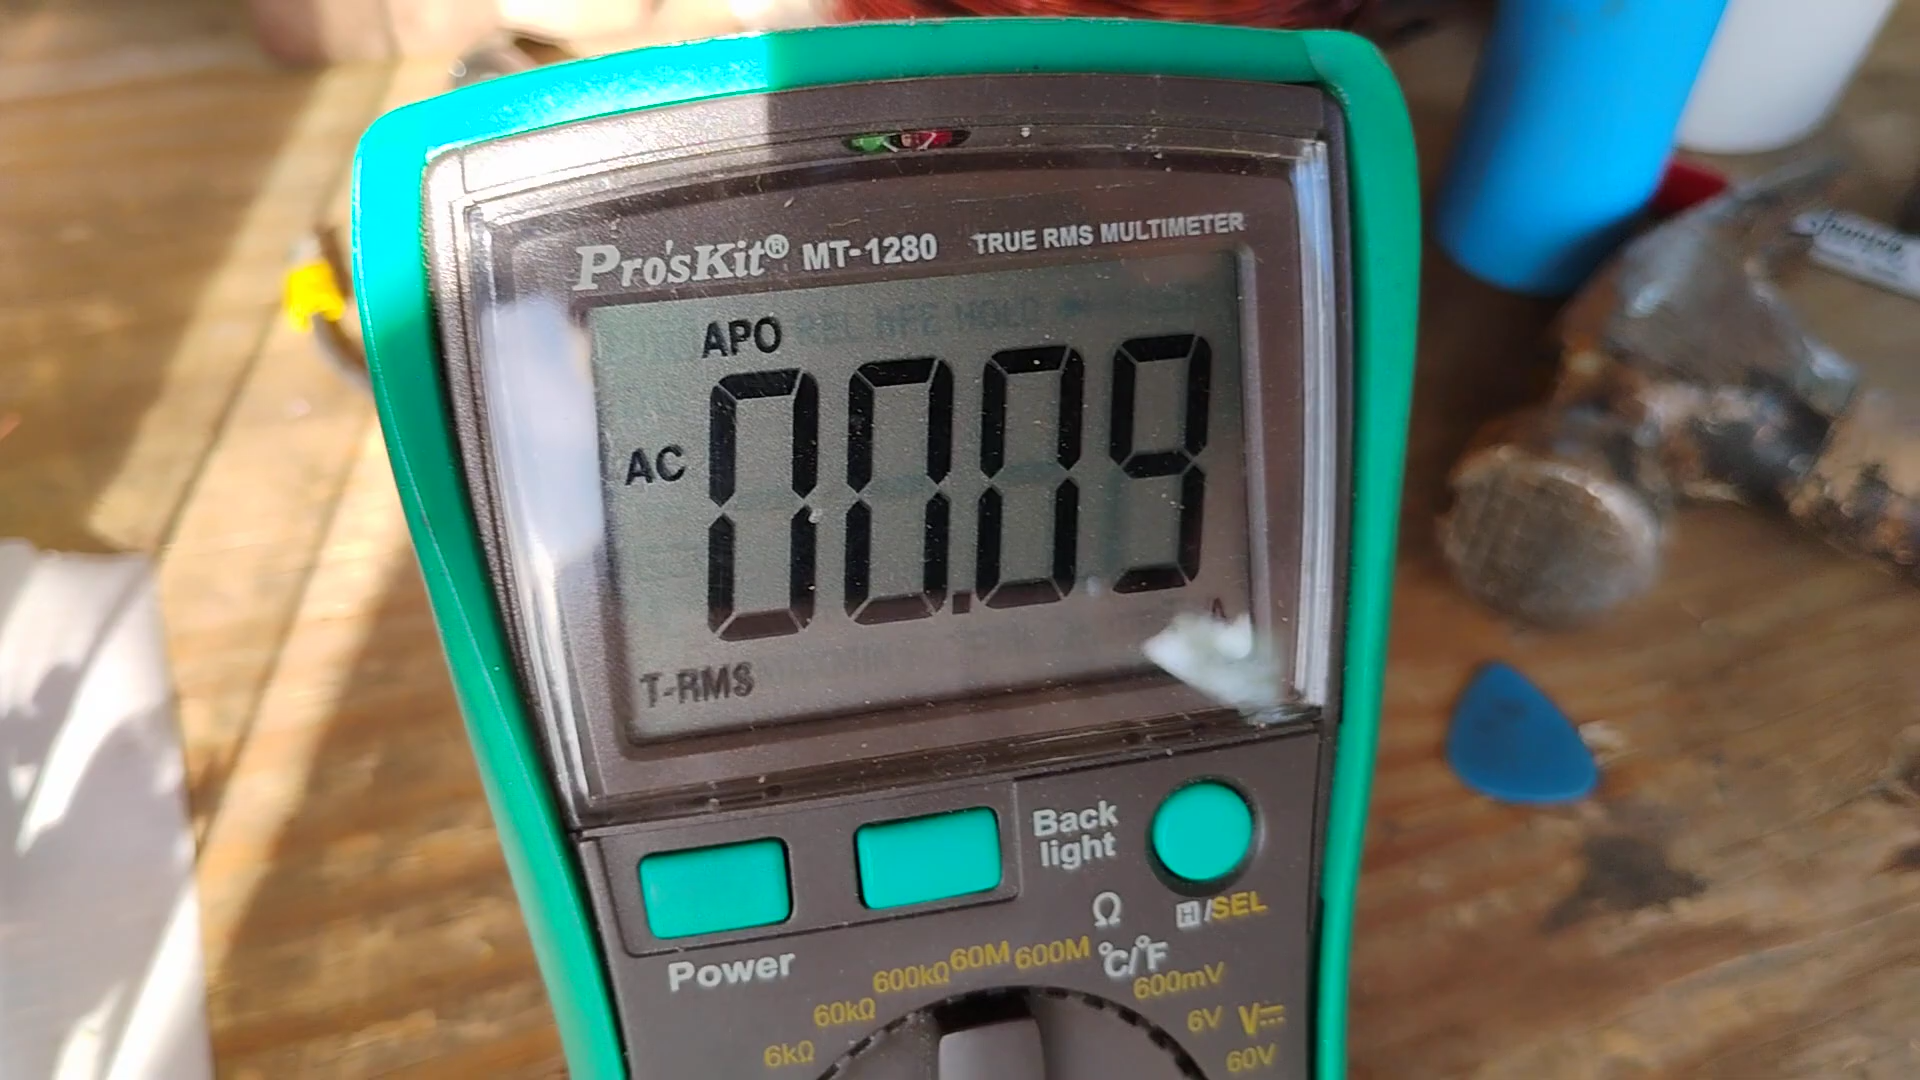 Pro'sKit® MT-1280 TRUE RMS MULTIMETER
APO
AC 00.09
A
T-RMS
Back
light
Power
Ω
H/SEL
6kΩ 60kΩ 600kΩ 60M 600M °C/°F
600mV
6V V
60V